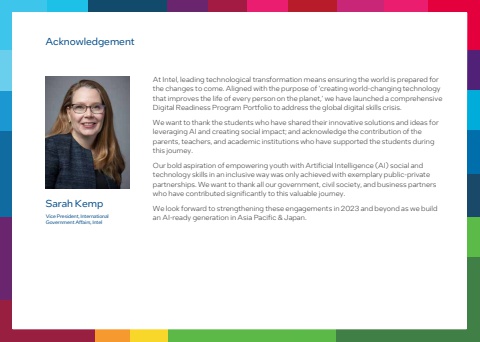 Acknowledgement
At Intel, leading technological transformation means ensuring the world is prepared for
the changes to come. Aligned with the purpose of 'creating world-changing technology
that improves the life of every person on the planet,' we have launched a comprehensive
Digital Readiness Program Portfolio to address the global digital skills crisis.
We want to thank the students who have shared their innovative solutions and ideas for
leveraging AI and creating social impact; and acknowledge the contribution of the
parents, teachers, and academic institutions who have supported the students during
this journey.
Our bold aspiration of empowering youth with Artificial Intelligence (AI) social and
technology skills in an inclusive way was only achieved with exemplary public-private
partnerships. We want to thank all our government, civil society, and business partners
who have contributed significantly to this valuable journey.
We look forward to strengthening these engagements in 2023 and beyond as we build
an AI-ready generation in Asia Pacific & Japan.
Sarah Kemp
Vice President, International
Government Affairs, Intel